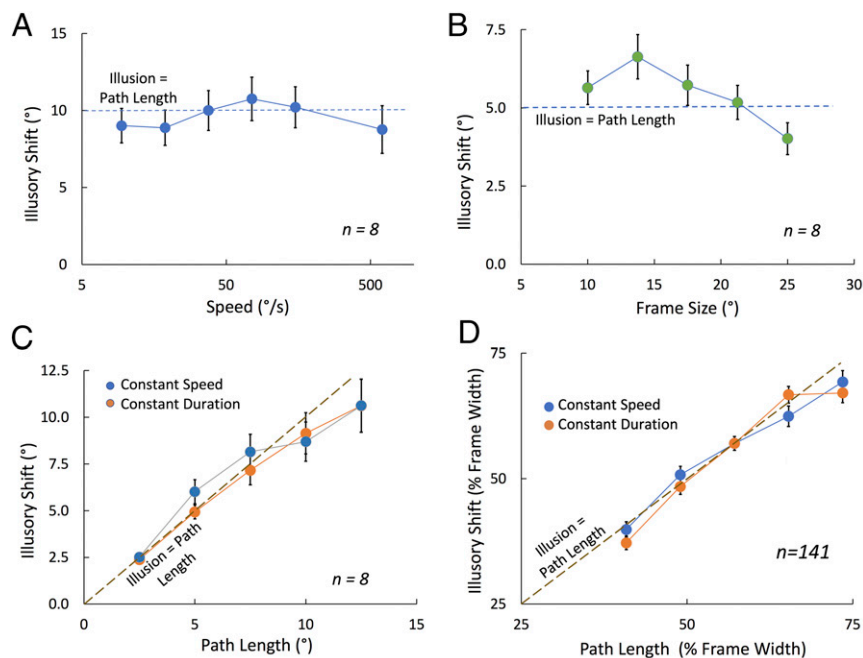 A
15
10
5
0
Illusory Shift (°)
Illusion =
Path Length
n = 8
5
50
500
Speed (°/s)
B
7.5
5.0
2.5
0.0
Illusory Shift (°)
Illusion = Path Length
n = 8
5
10
15
20
25
30
Frame Size (°)
C
12.5
10.0
7.5
5.0
2.5
0.0
Illusory Shift (°)
Constant Speed
Constant Duration
Illusion = Path
Length
n = 8
0
5
10
15
Path Length (°)
D
75
50
25
Illusory Shift (% Frame Width)
Constant Speed
Constant Duration
Illusion =
Path Length
n=141
25
50
75
Path Length (% Frame Width)